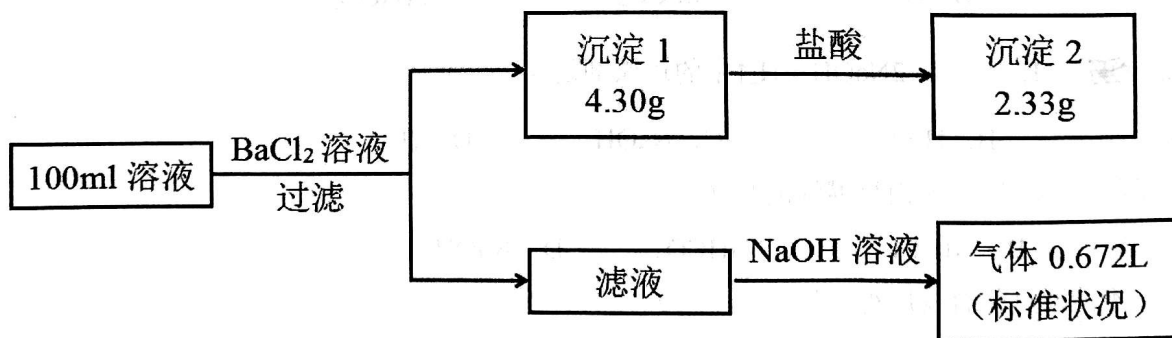 沉淀 1
4.30g
盐酸
沉淀 2
2.33g
100ml 溶液
BaCl₂ 溶液
过滤
滤液
NaOH 溶液
气体 0.672L
（标准状况）